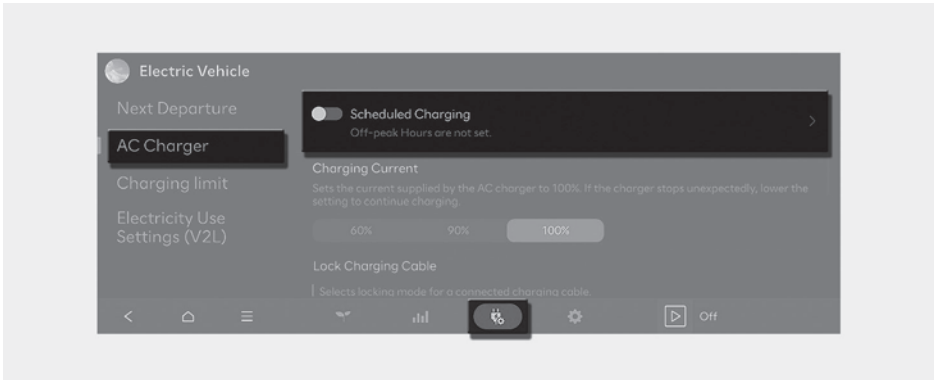 Electric Vehicle
Next Departure
AC Charger
Charging limit
Electricity Use
Settings (V2L)
Scheduled Charging
Off-peak Hours are not set.
Charging Current
Sets the current supplied by the AC charger to 100%. If the charger stops unexpectedly, lower the
setting to continue charging.
60% 90% 100%
Lock Charging Cable
Selects locking mode for a connected charging cable.
Off